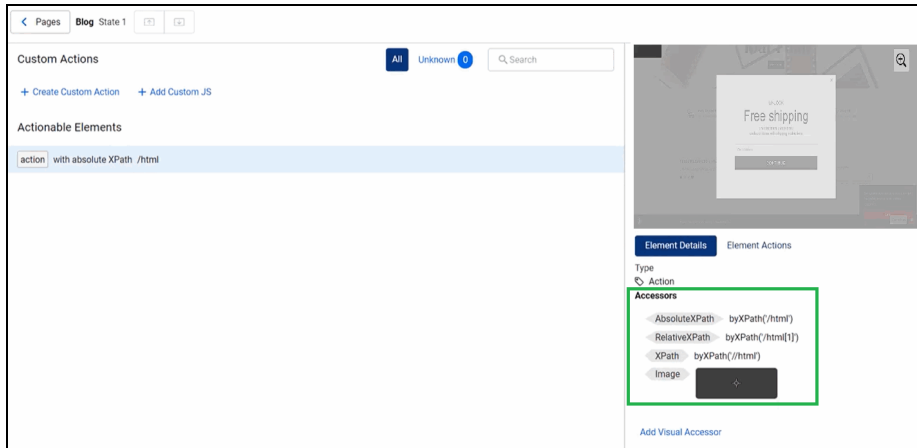 Pages Blog State 1
Custom Actions All Unknown 0 Search
+ Create Custom Action + Add Custom JS
Actionable Elements
action with absolute XPath /html
Free shipping
Element Details Element Actions
Type
Action
Accessors
AbsoluteXPath byXPath('/html')
RelativeXPath byXPath('/html[1]')
XPath byXPath('//html')
Image
Add Visual Accessor